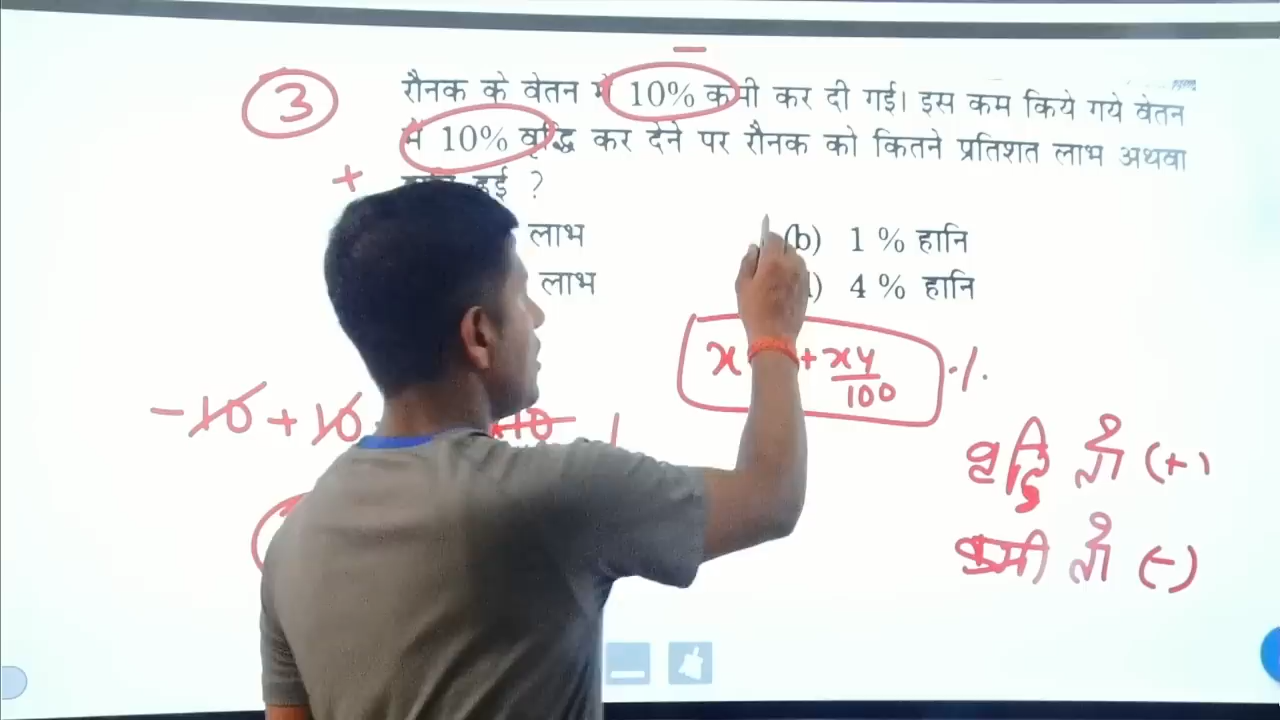 3
रौनक के वेतन में 10% कमी कर दी गई। इस कम किये गये वेतन
में 10% वृद्धि कर देने पर रौनक को कितने प्रतिशत लाभ अथवा
हुई ?
लाभ (b) 1 % हानि
लाभ 4 % हानि
x + xy/100 %
-10 + 10
वृद्धि तो (+)
कमी तो (-)